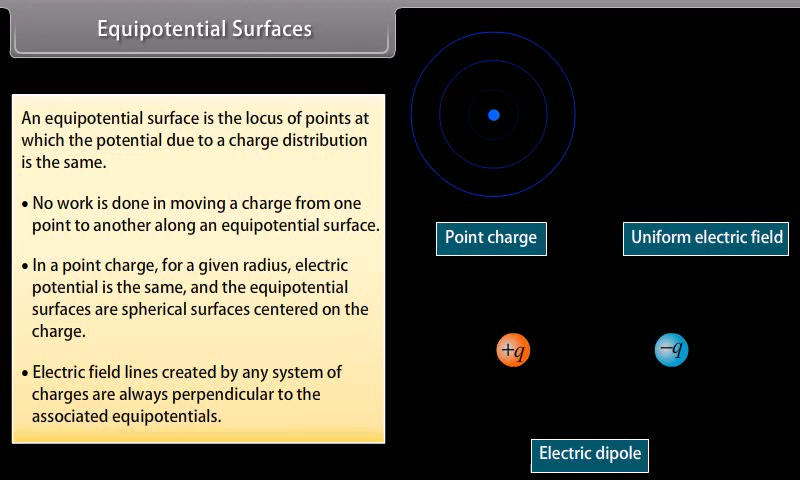 Equipotential Surfaces
An equipotential surface is the locus of points at
which the potential due to a charge distribution
is the same.
• No work is done in moving a charge from one
point to another along an equipotential surface.
• In a point charge, for a given radius, electric
potential is the same, and the equipotential
surfaces are spherical surfaces centered on the
charge.
• Electric field lines created by any system of
charges are always perpendicular to the
associated equipotentials.
Point charge
Uniform electric field
+q
−q
Electric dipole